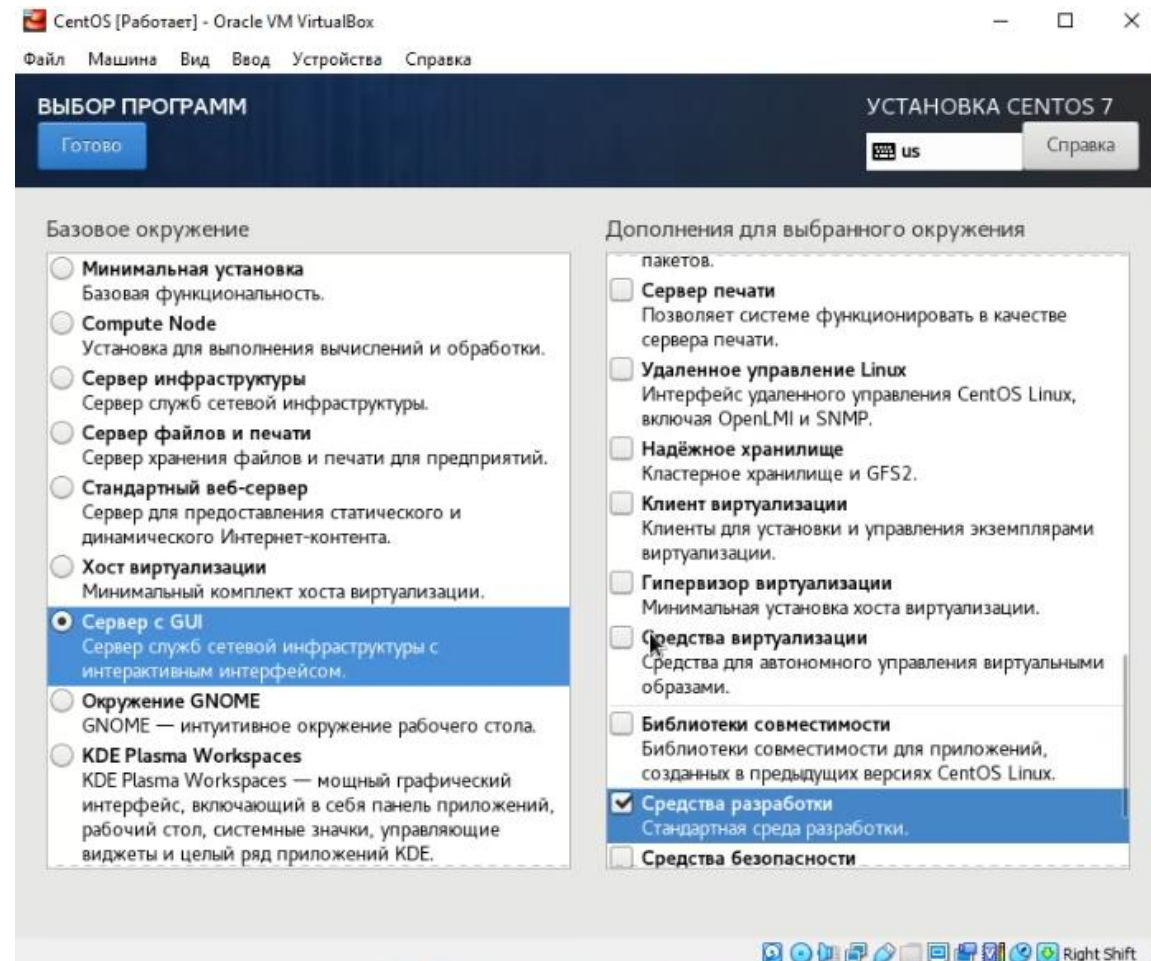 CentOS [Работает] - Oracle VM VirtualBox
Файл Машина Вид Ввод Устройства Справка
ВЫБОР ПРОГРАММ
Готово
УСТАНОВКА CENTOS 7
us
Справка
Базовое окружение
Минимальная установка
Базовая функциональность.
Compute Node
Установка для выполнения вычислений и обработки.
Сервер инфраструктуры
Сервер служб сетевой инфраструктуры.
Сервер файлов и печати
Сервер хранения файлов и печати для предприятий.
Стандартный веб-сервер
Сервер для предоставления статического и
динамического Интернет-контента.
Хост виртуализации
Минимальный комплект хоста виртуализации.
Сервер с GUI
Сервер служб сетевой инфраструктуры с
интерактивным интерфейсом.
Окружение GNOME
GNOME — интуитивное окружение рабочего стола.
KDE Plasma Workspaces
KDE Plasma Workspaces — мощный графический
интерфейс, включающий в себя панель приложений,
рабочий стол, системные значки, управляющие
виджеты и целый ряд приложений KDE.
Дополнения для выбранного окружения
пакетов.
Сервер печати
Позволяет системе функционировать в качестве
сервера печати.
Удаленное управление Linux
Интерфейс удаленного управления CentOS Linux,
включая OpenLMI и SNMP.
Надёжное хранилище
Кластерное хранилище и GFS2.
Клиент виртуализации
Клиенты для установки и управления экземплярами
виртуализации.
Гипервизор виртуализации
Минимальная установка хоста виртуализации.
Средства виртуализации
Средства для автономного управления виртуальными
образами.
Библиотеки совместимости
Библиотеки совместимости для приложений,
созданных в предыдущих версиях CentOS Linux.
Средства разработки
Стандартная среда разработки.
Средства безопасности
Right Shift